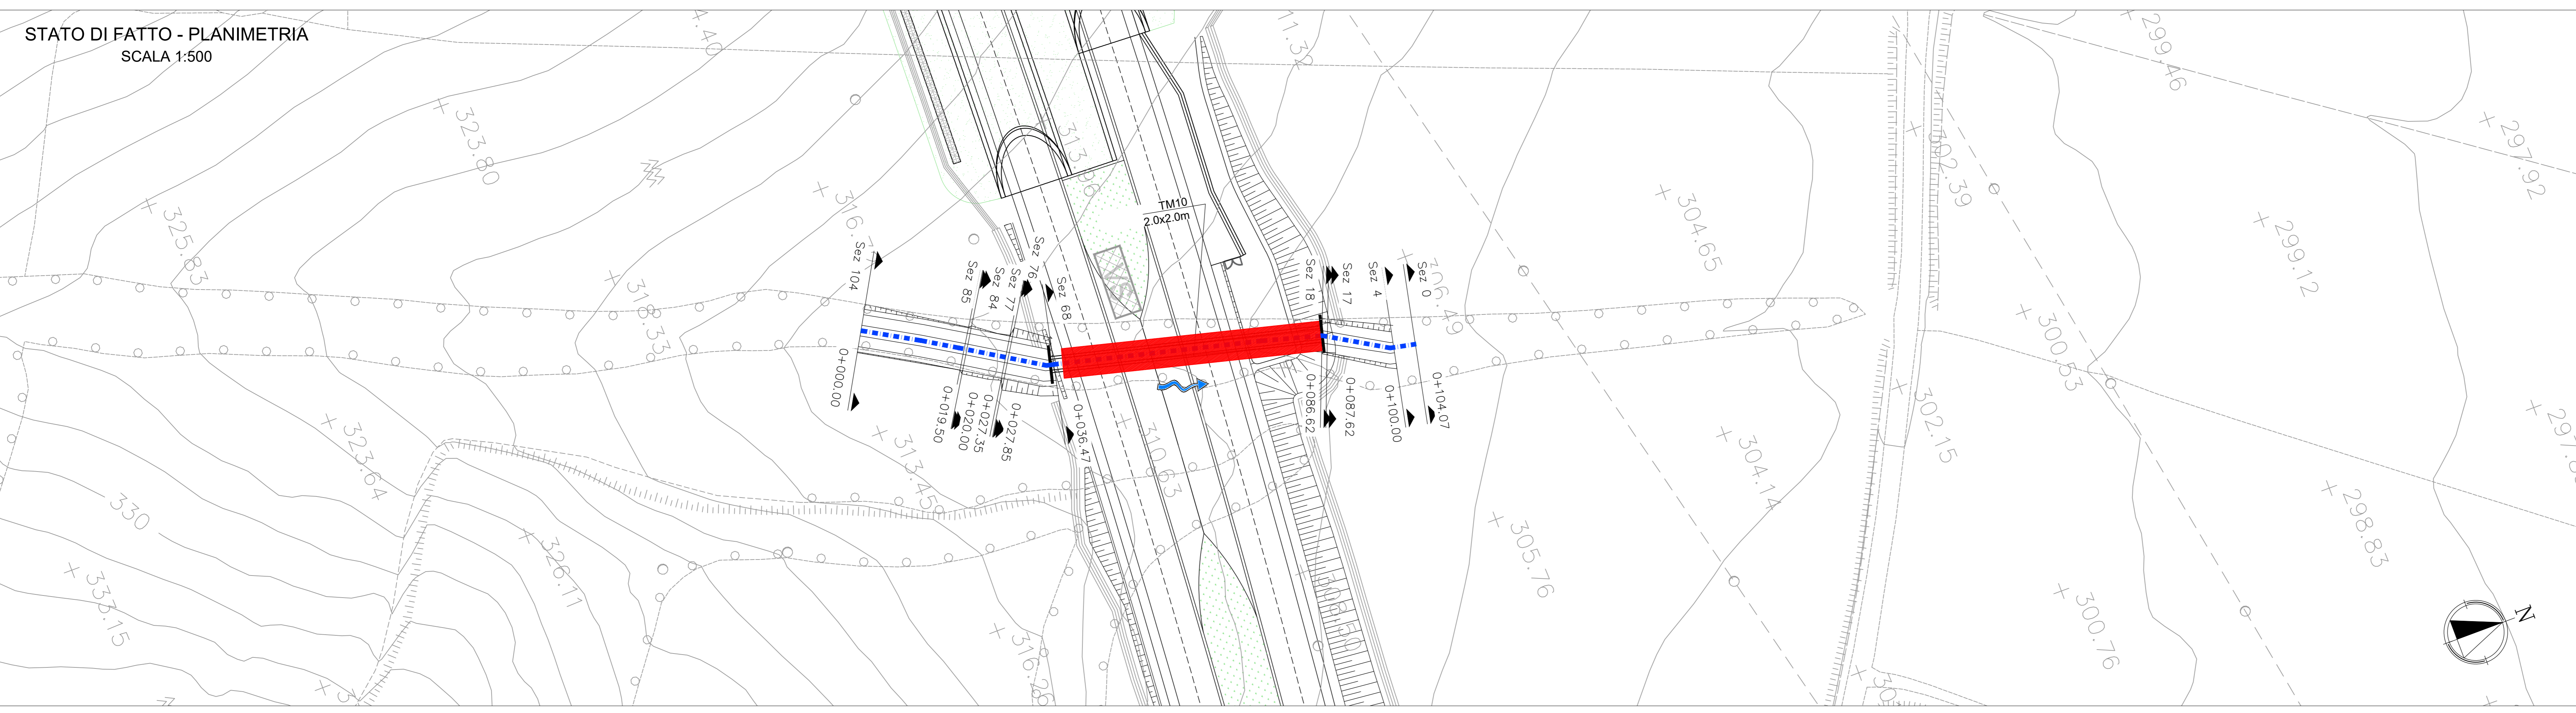 STATO DI FATTO - PLANIMETRIA
SCALA 1:500
323.80
325.83
319.33
323.64
330
326.11
333.15
313.45
310.63
TM10
2.0x2.0m
Sez 104
Sez 85
Sez 84
Sez 77
Sez 76
Sez 68
Sez 18
Sez 17
Sez 4
Sez 0
0+000.00
0+019.50
0+020.00
0+027.35
0+027.85
0+036.47
0+086.62
0+087.62
0+100.00
0+104.07
304.65
302.39
299.46
297.92
299.12
300.53
302.15
304.14
305.76
298.83
300.76
N